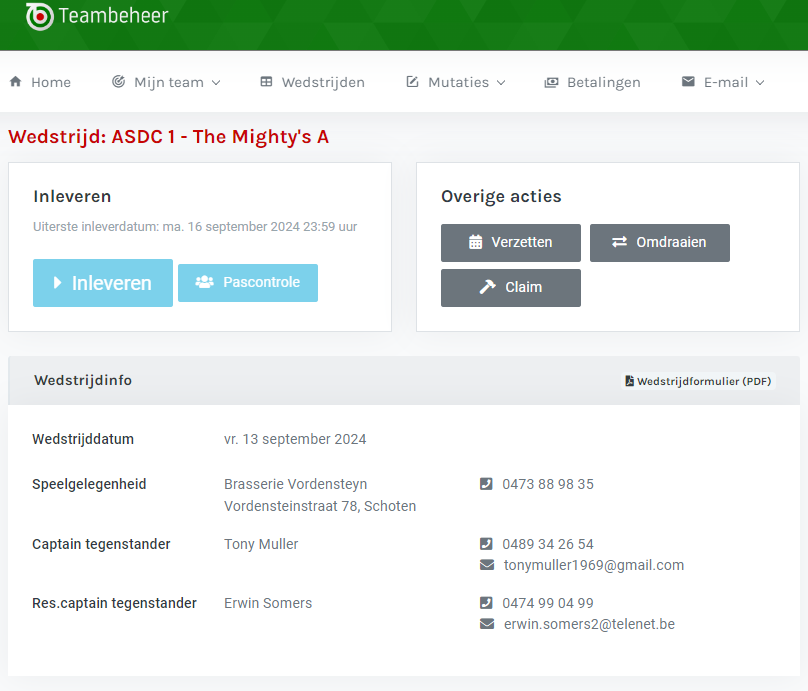 Teambeheer
Home Mijn team Wedstrijden Mutaties Betalingen E-mail
Wedstrijd: ASDC 1 - The Mighty's A
Inleveren
Uiterste inleverdatum: ma. 16 september 2024 23:59 uur
Inleveren Pascontrole
Overige acties
Verzetten Omdraaien
Claim
Wedstrijdinfo Wedstrijdformulier (PDF)
Wedstrijddatum vr. 13 september 2024
Speelgelegenheid Brasserie Vordensteyn 0473 88 98 35
Vordensteinstraat 78, Schoten
Captain tegenstander Tony Muller 0489 34 26 54
tonymuller1969@gmail.com
Res.captain tegenstander Erwin Somers 0474 99 04 99
erwin.somers2@telenet.be